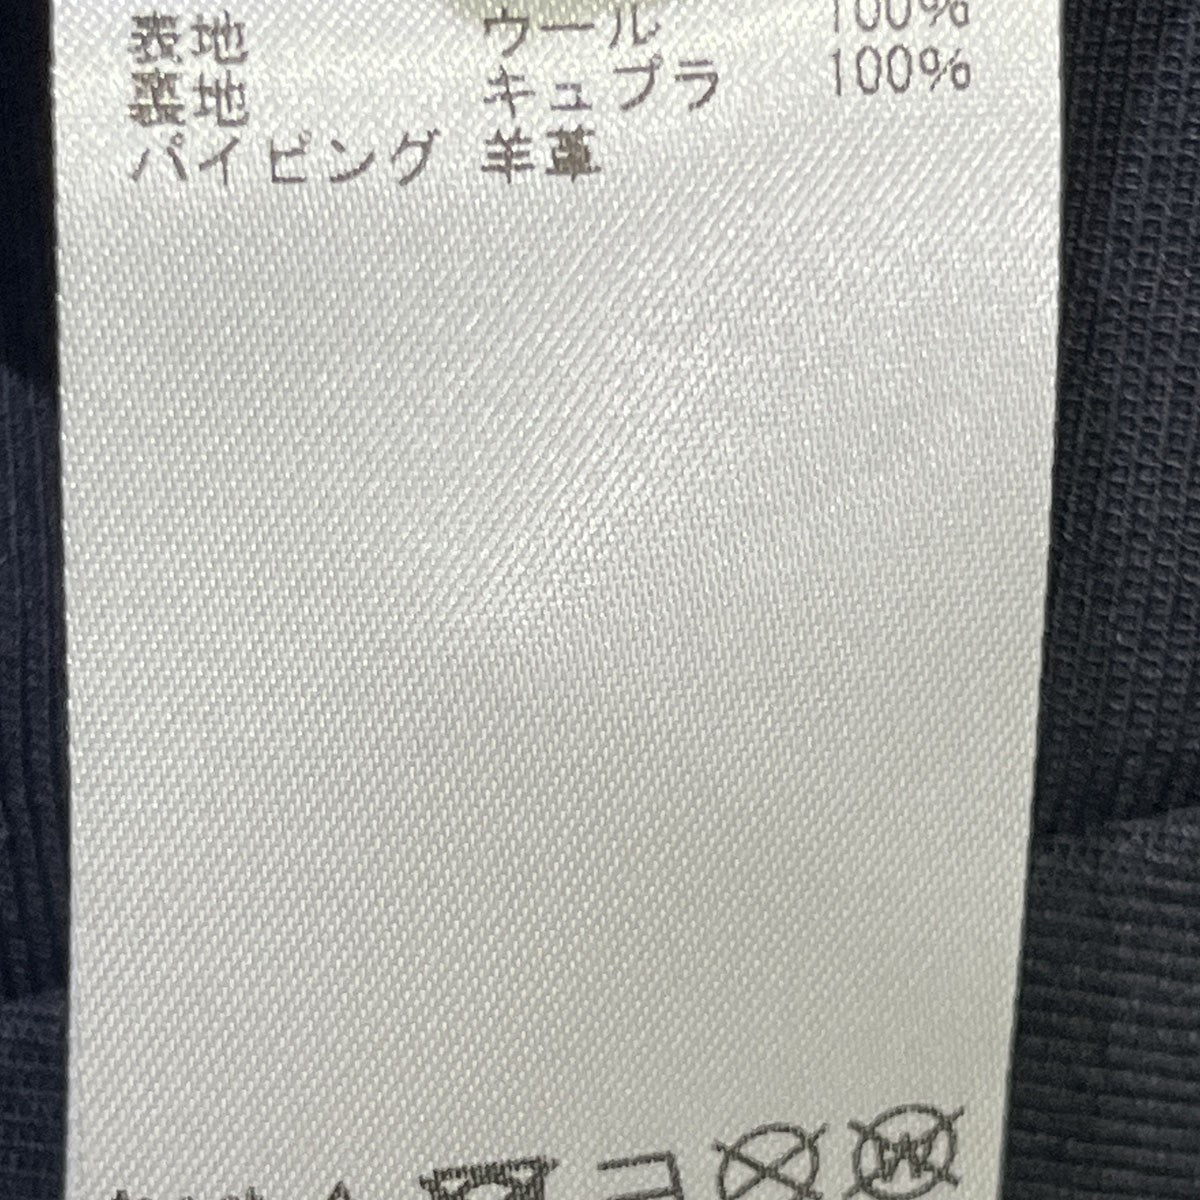 表地 ウール 100%
裏地 キュプラ 100%
パイピング 羊革